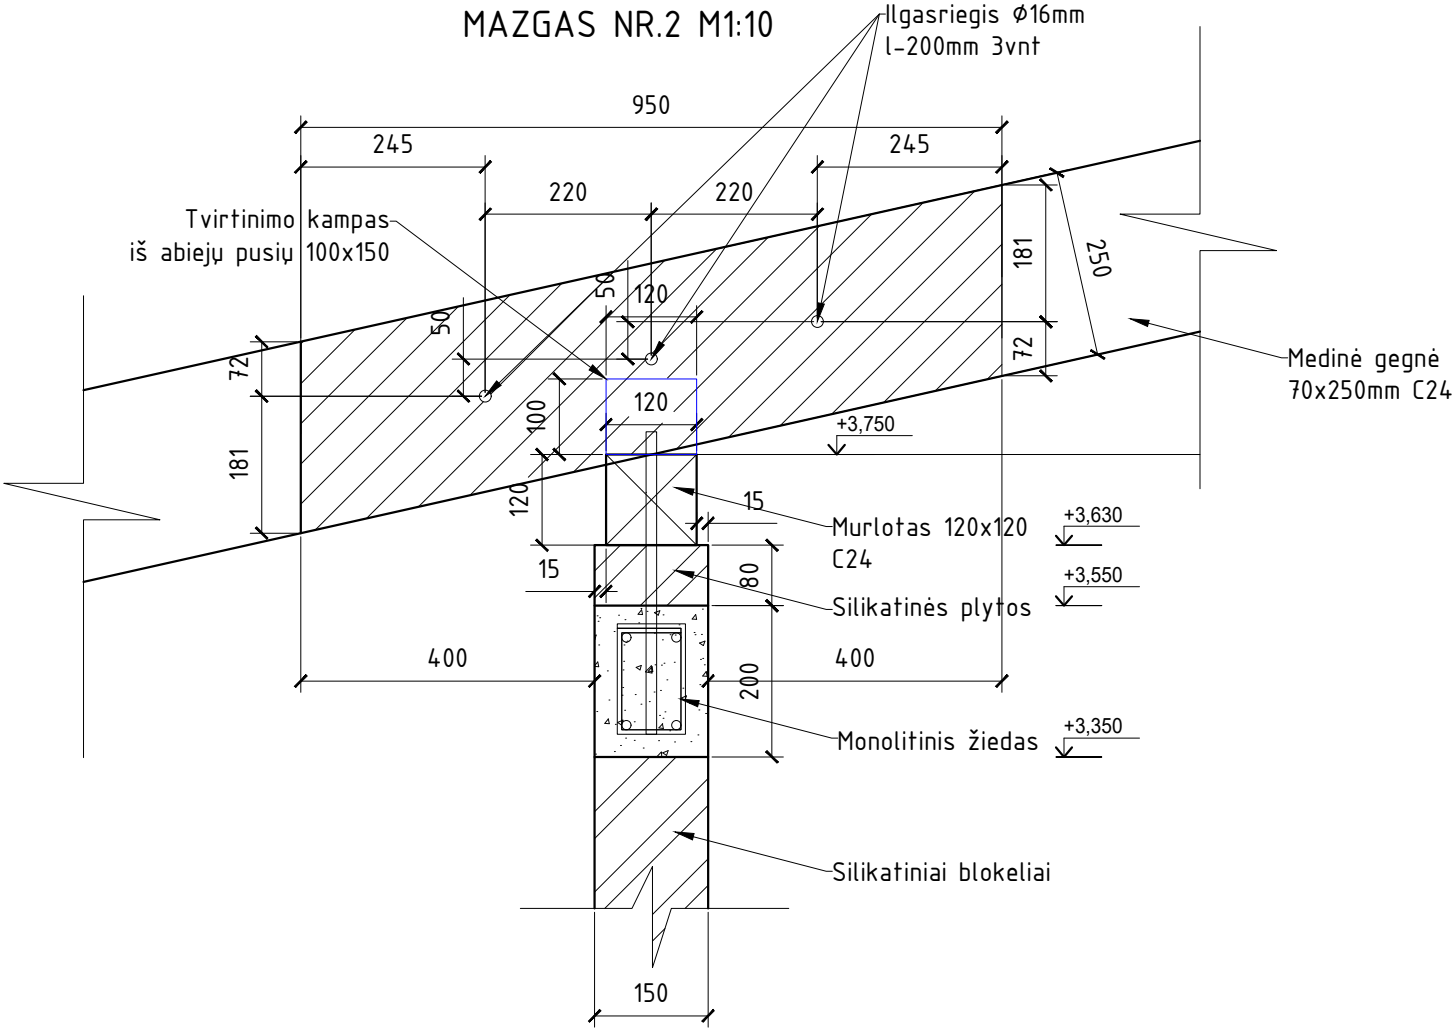 MAZGAS NR.2 M1:10
Ilgasriegis Ø16mm
l-200mm 3vnt
950
245
245
220
220
Tvirtinimo kampas
iš abiejų pusių 100x150
50
50
120
181
250
72
72
181
Medinė gegnė
70x250mm C24
100
120
+3,750
120
15
Murlotas 120x120
C24
+3,630
15
80
+3,550
Silikatinės plytos
400
200
400
Monolitinis žiedas
+3,350
Silikatiniai blokeliai
150